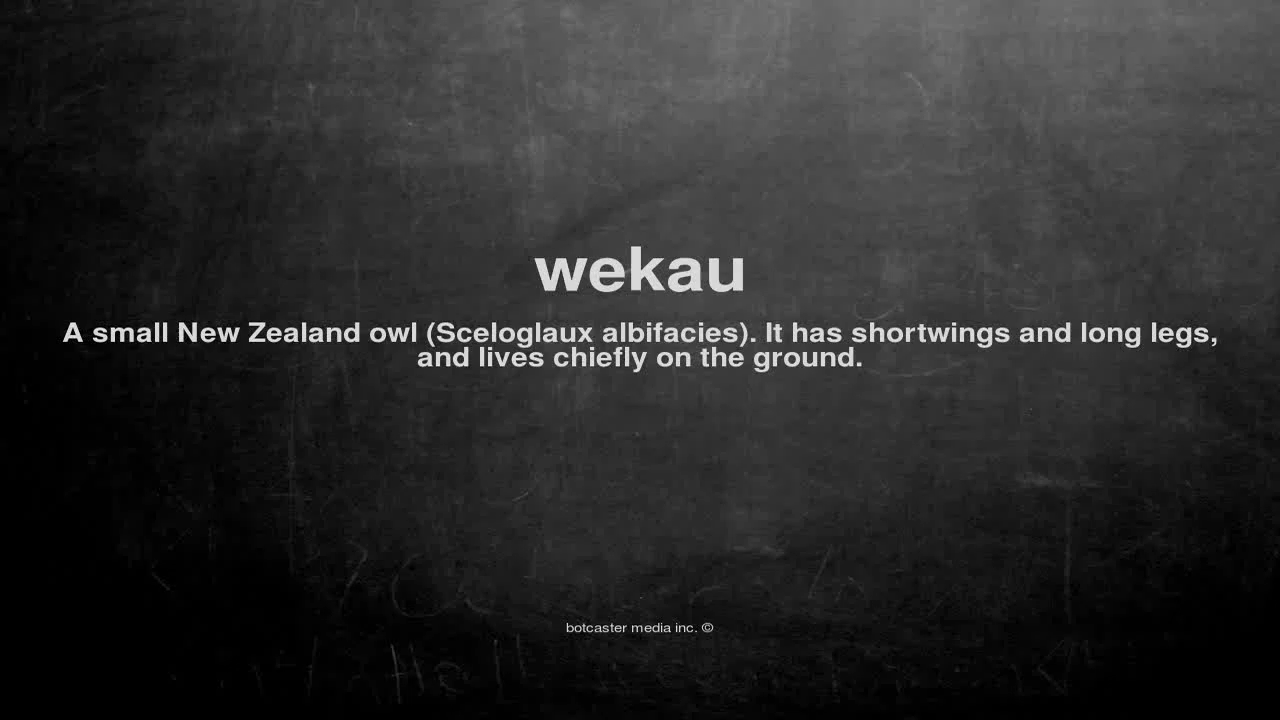 wekau
A small New Zealand owl (Sceloglaux albifacies). It has shortwings and long legs,
and lives chiefly on the ground.
botcaster media inc. ©